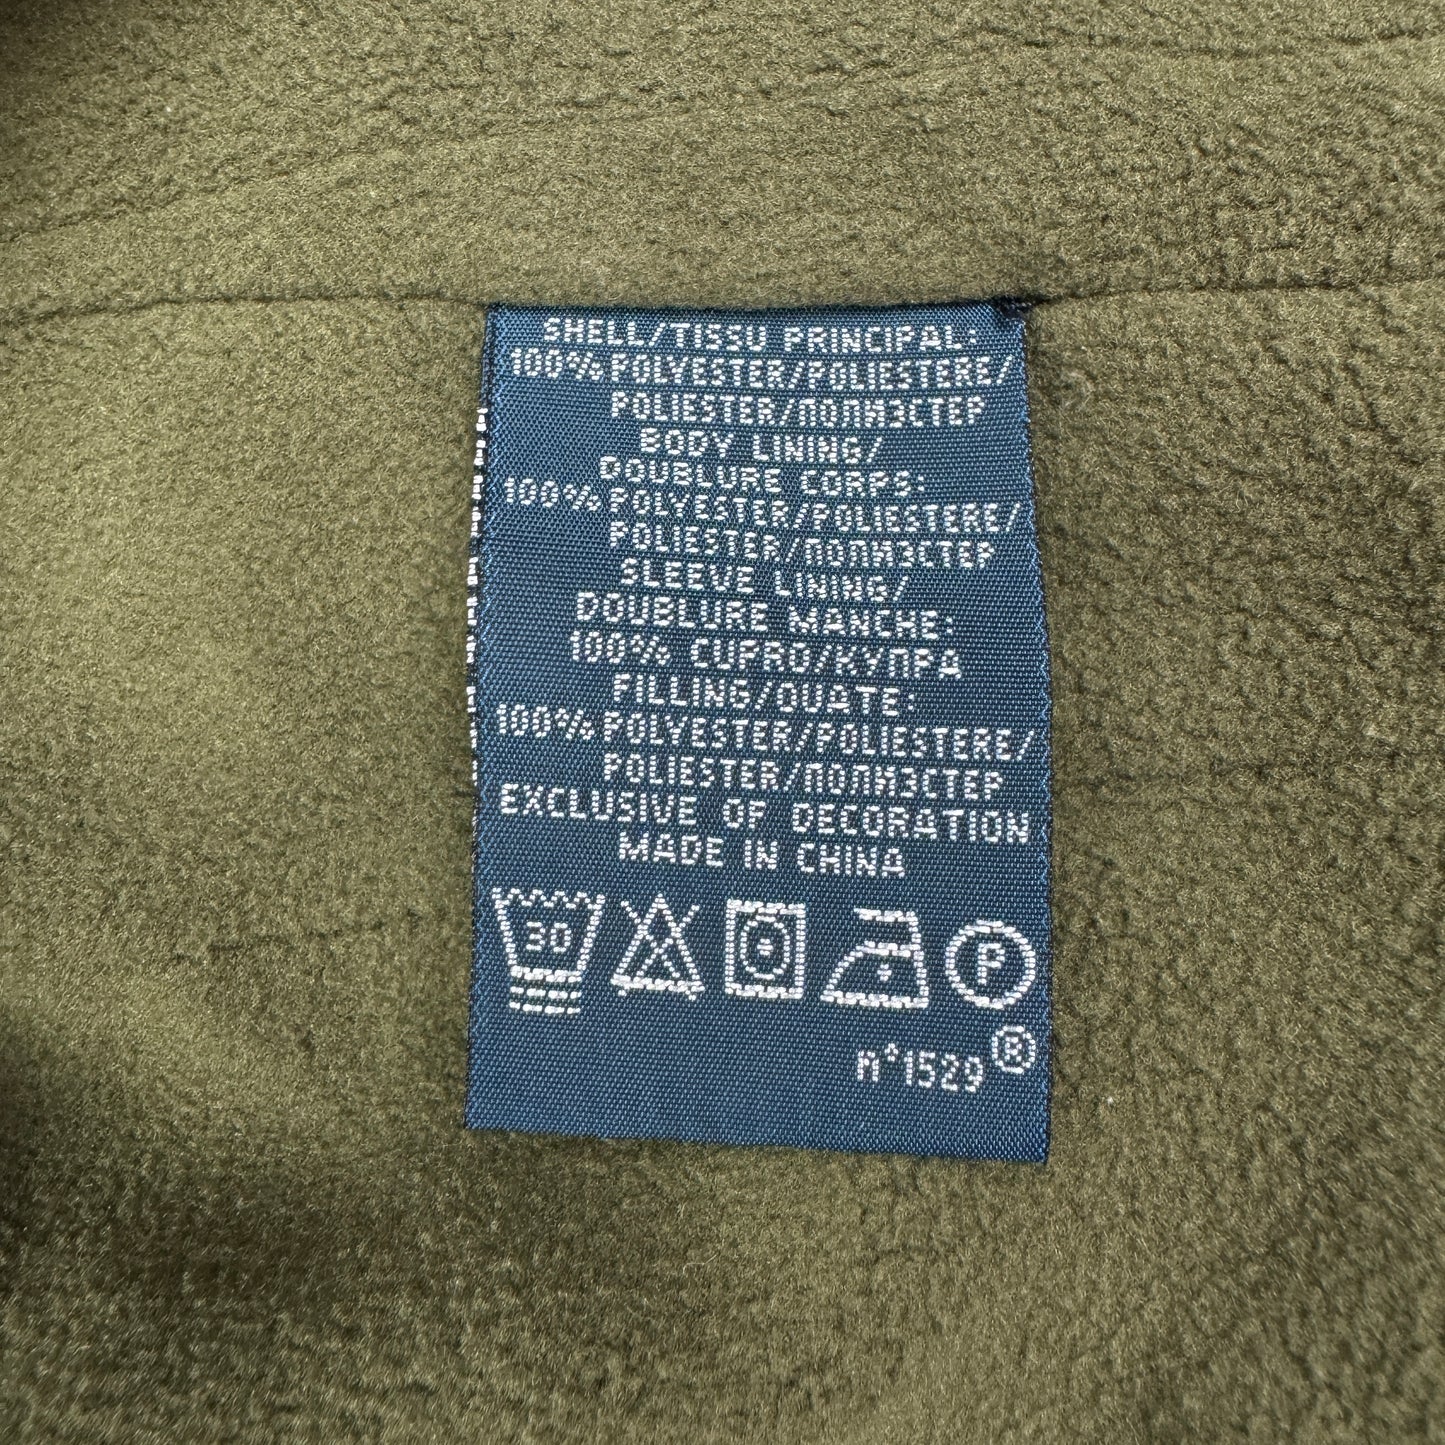 SHELL/TISSU PRINCIPAL:
100% POLYESTER/POLIESTERE/
POLIESTER/ПОЛИЭСТЕР
BODY LINING/
DOUBLURE CORPS:
100% POLYESTER/POLIESTERE/
POLIESTER/ПОЛИЭСТЕР
SLEEVE LINING/
DOUBLURE MANCHE:
100% CUPRO/КУПРА
FILLING/OUATE:
100% POLYESTER/POLIESTERE/
POLIESTER/ПОЛИЭСТЕР
EXCLUSIVE OF DECORATION
MADE IN CHINA
30 P
n°1529®